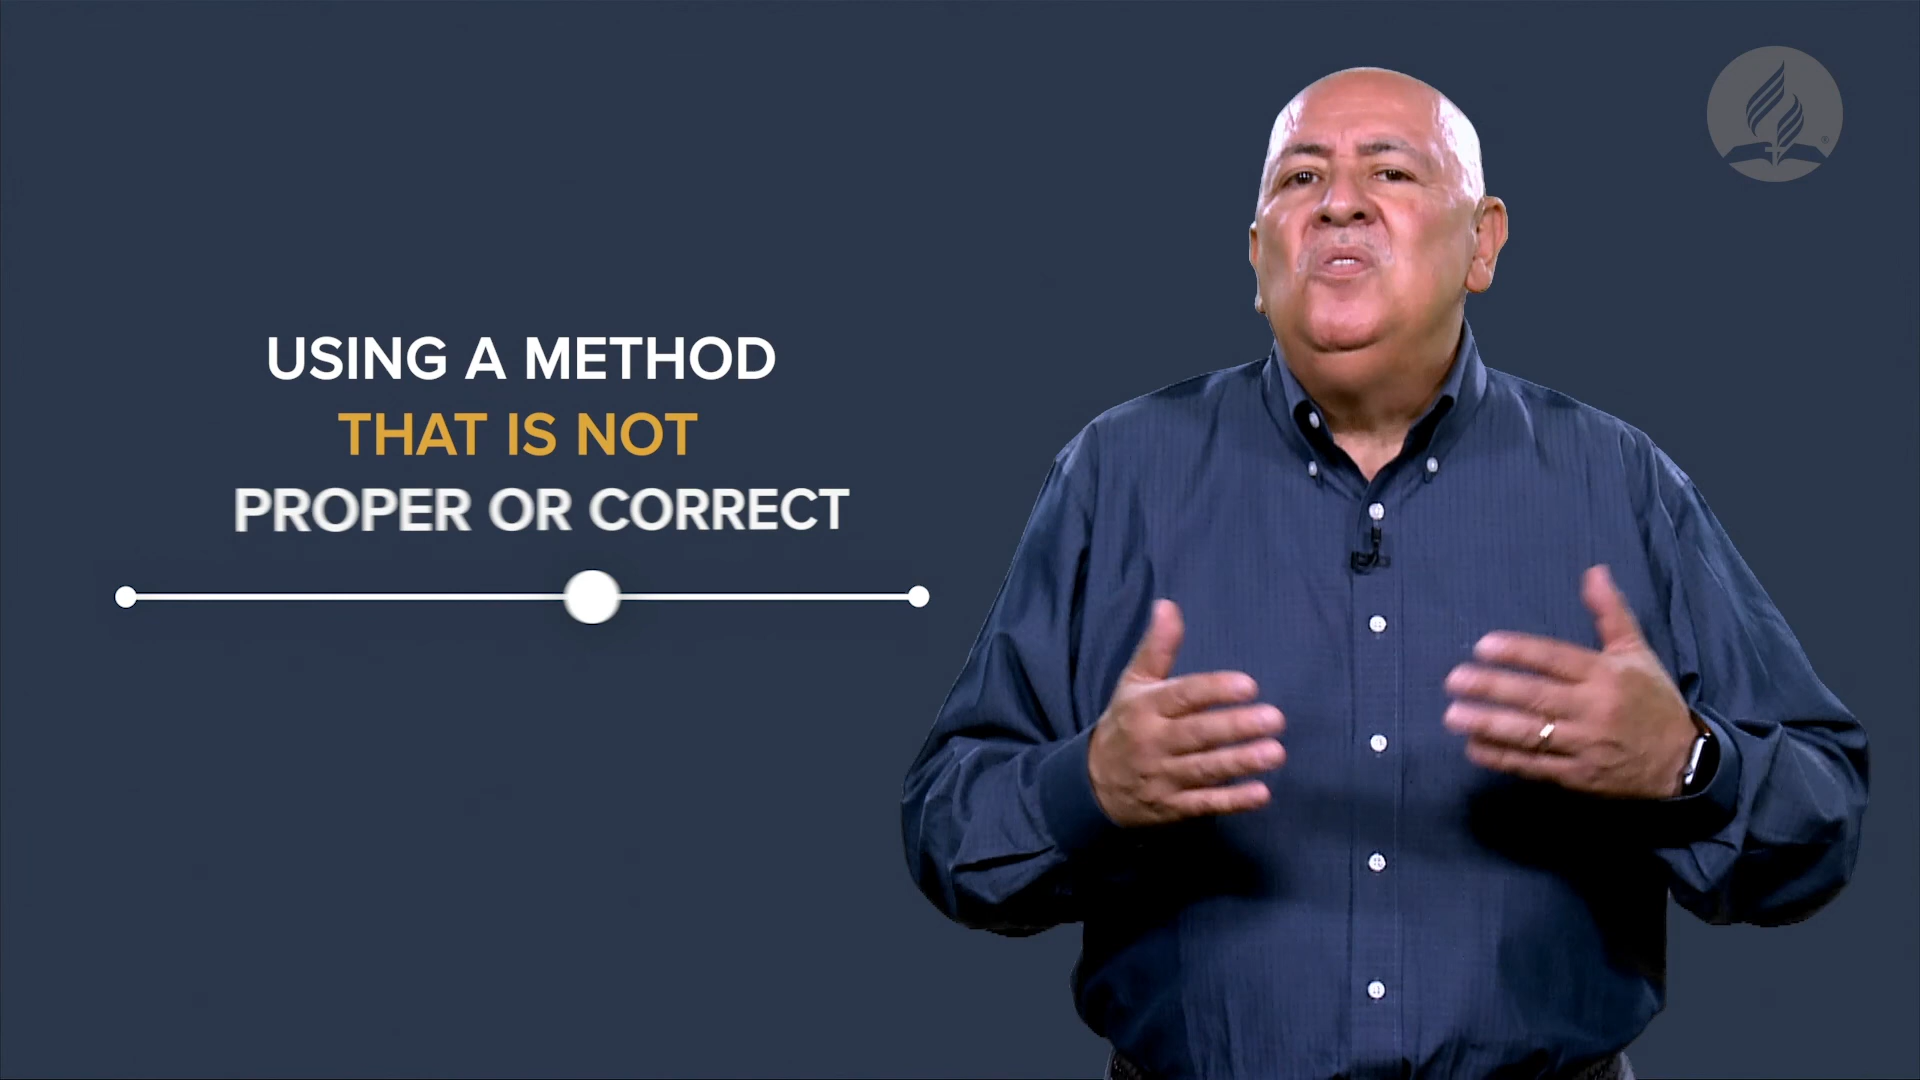 USING A METHOD
THAT IS NOT
PROPER OR CORRECT